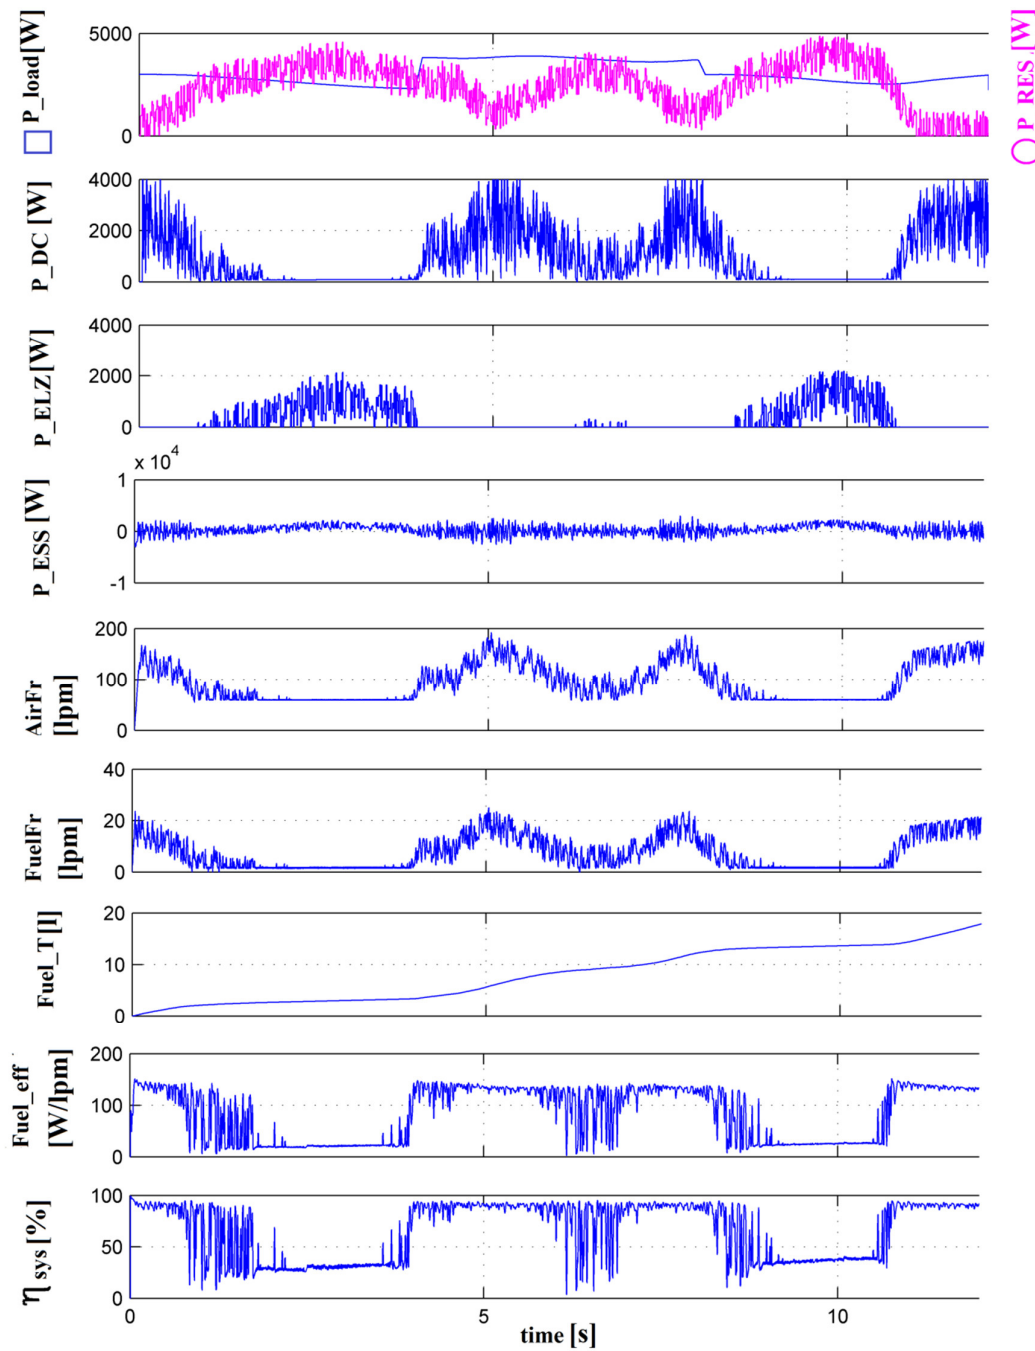 P_load[W]
5000
0
P_RES [W]
P_DC [W]
4000
2000
0
P_ELZ[W]
4000
2000
0
x 10^4
P_ESS [W]
1
0
-1
AirFr
[lpm]
200
100
0
FuelFr
[lpm]
40
20
0
Fuel_T[l]
20
10
0
Fuel_eff
[W/lpm]
200
100
0
η sys [%]
100
50
0
0 5 10
time [s]